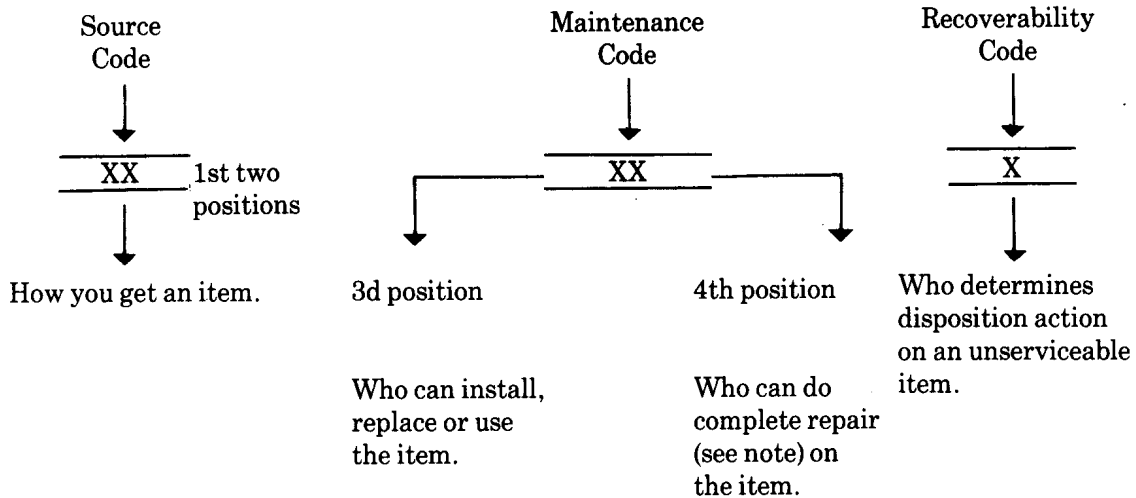 Source
Code
XX
1st two
positions
How you get an item.
Maintenance
Code
XX
3d position
Who can install,
replace or use
the item.
4th position
Who can do
complete repair
(see note) on
the item.
Recoverability
Code
X
Who determines
disposition action
on an unserviceable
item.